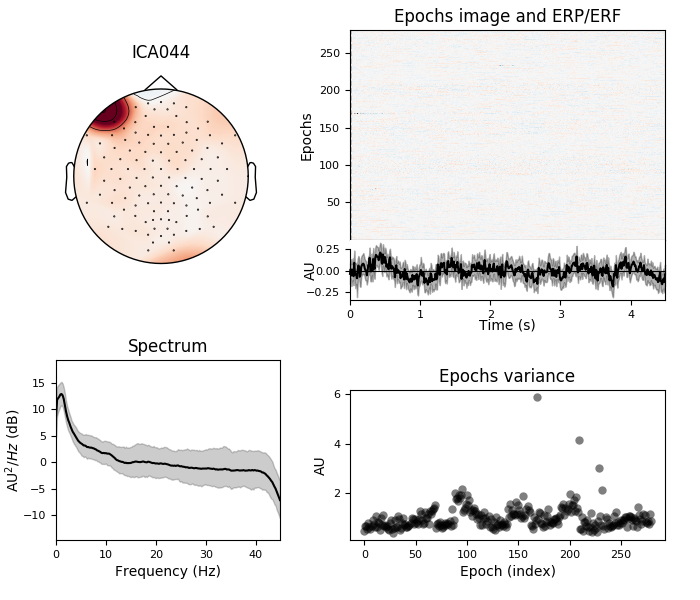 ICA044
Epochs image and ERP/ERF
Epochs
250
200
150
100
50
AU
0.25
0.00
−0.25
0 1 2 3 4
Time (s)
Spectrum
AU²/Hz (dB)
15
10
5
0
−5
−10
0 10 20 30 40
Frequency (Hz)
Epochs variance
AU
6
4
2
0 50 100 150 200 250
Epoch (index)